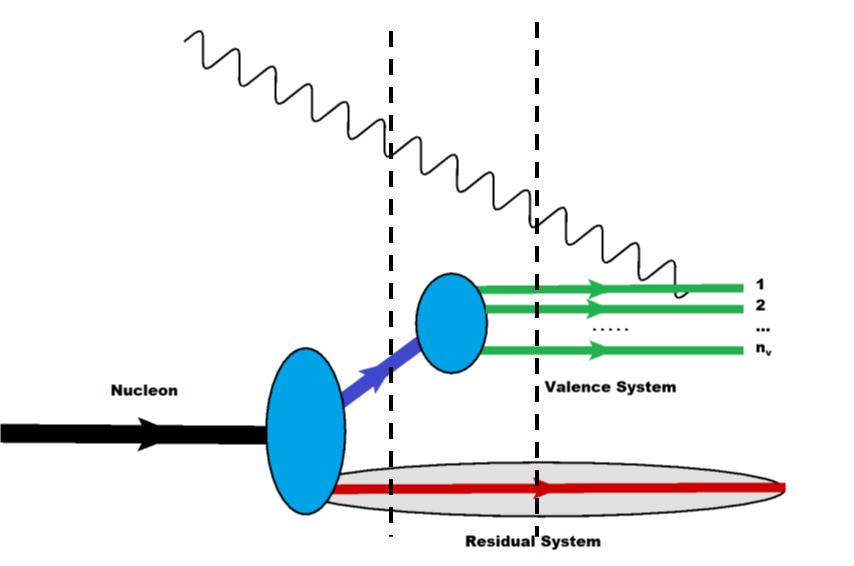 1
2
.....
...
n_v
Nucleon
Valence System
Residual System